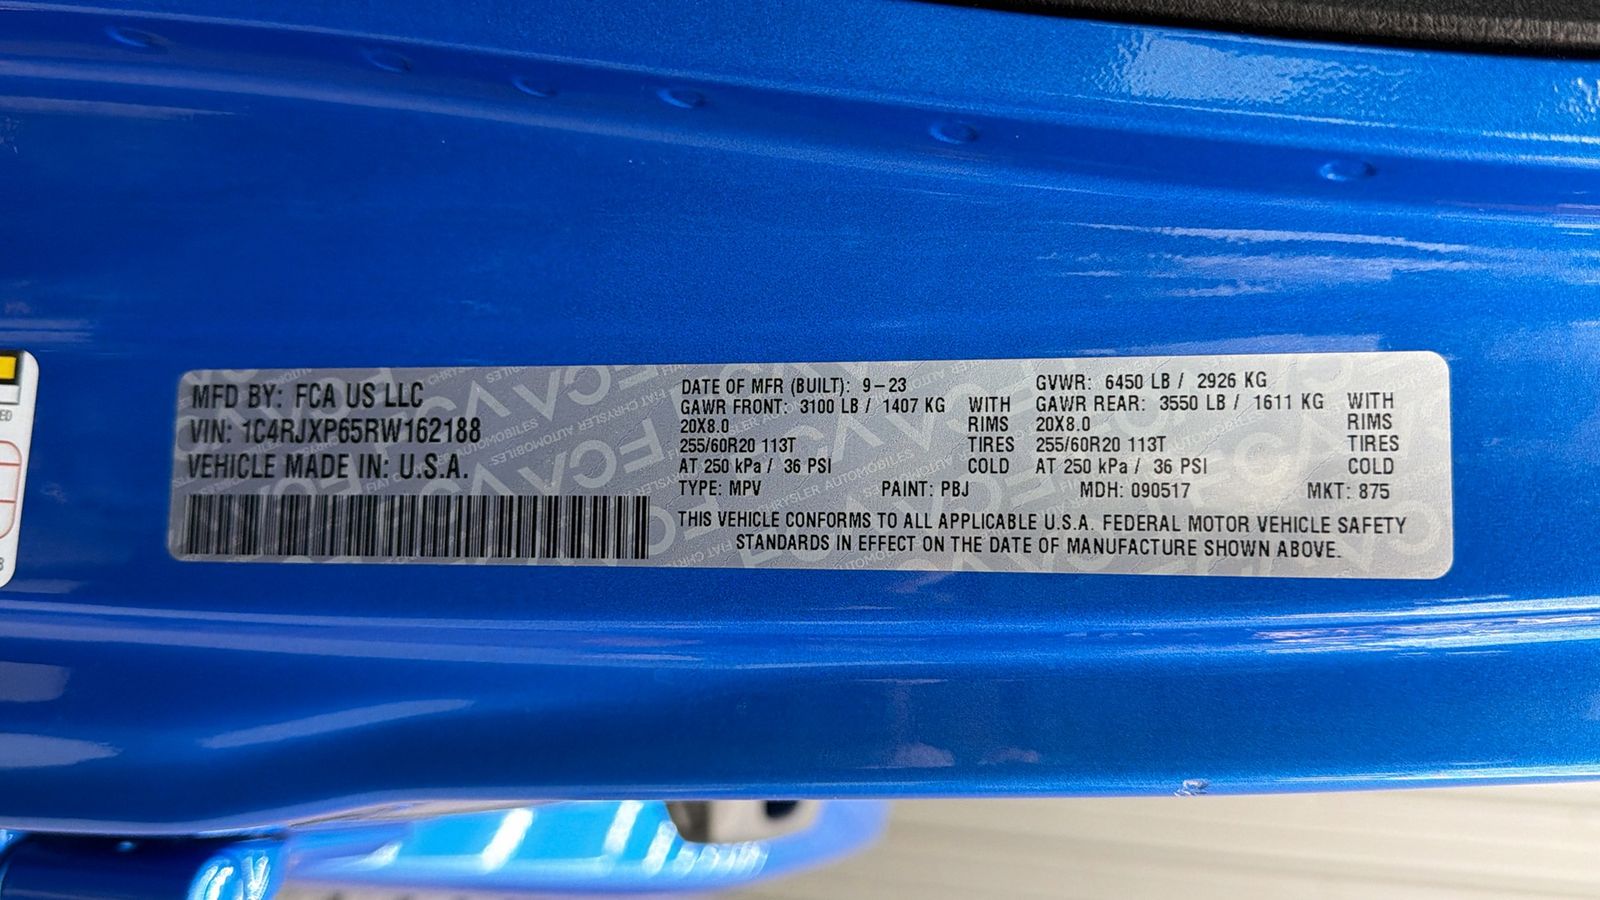 MFD BY: FCA US LLC
VIN: 1C4RJXP65RW162188
VEHICLE MADE IN: U.S.A.
DATE OF MFR (BUILT): 9-23
GAWR FRONT: 3100 LB / 1407 KG WITH
20X8.0 RIMS
255/60R20 113T TIRES
AT 250 kPa / 36 PSI COLD
GVWR: 6450 LB / 2926 KG
GAWR REAR: 3550 LB / 1611 KG WITH
20X8.0 RIMS
255/60R20 113T TIRES
AT 250 kPa / 36 PSI COLD
TYPE: MPV PAINT: PBJ MDH: 090517 MKT: 875
THIS VEHICLE CONFORMS TO ALL APPLICABLE U.S.A. FEDERAL MOTOR VEHICLE SAFETY
STANDARDS IN EFFECT ON THE DATE OF MANUFACTURE SHOWN ABOVE.